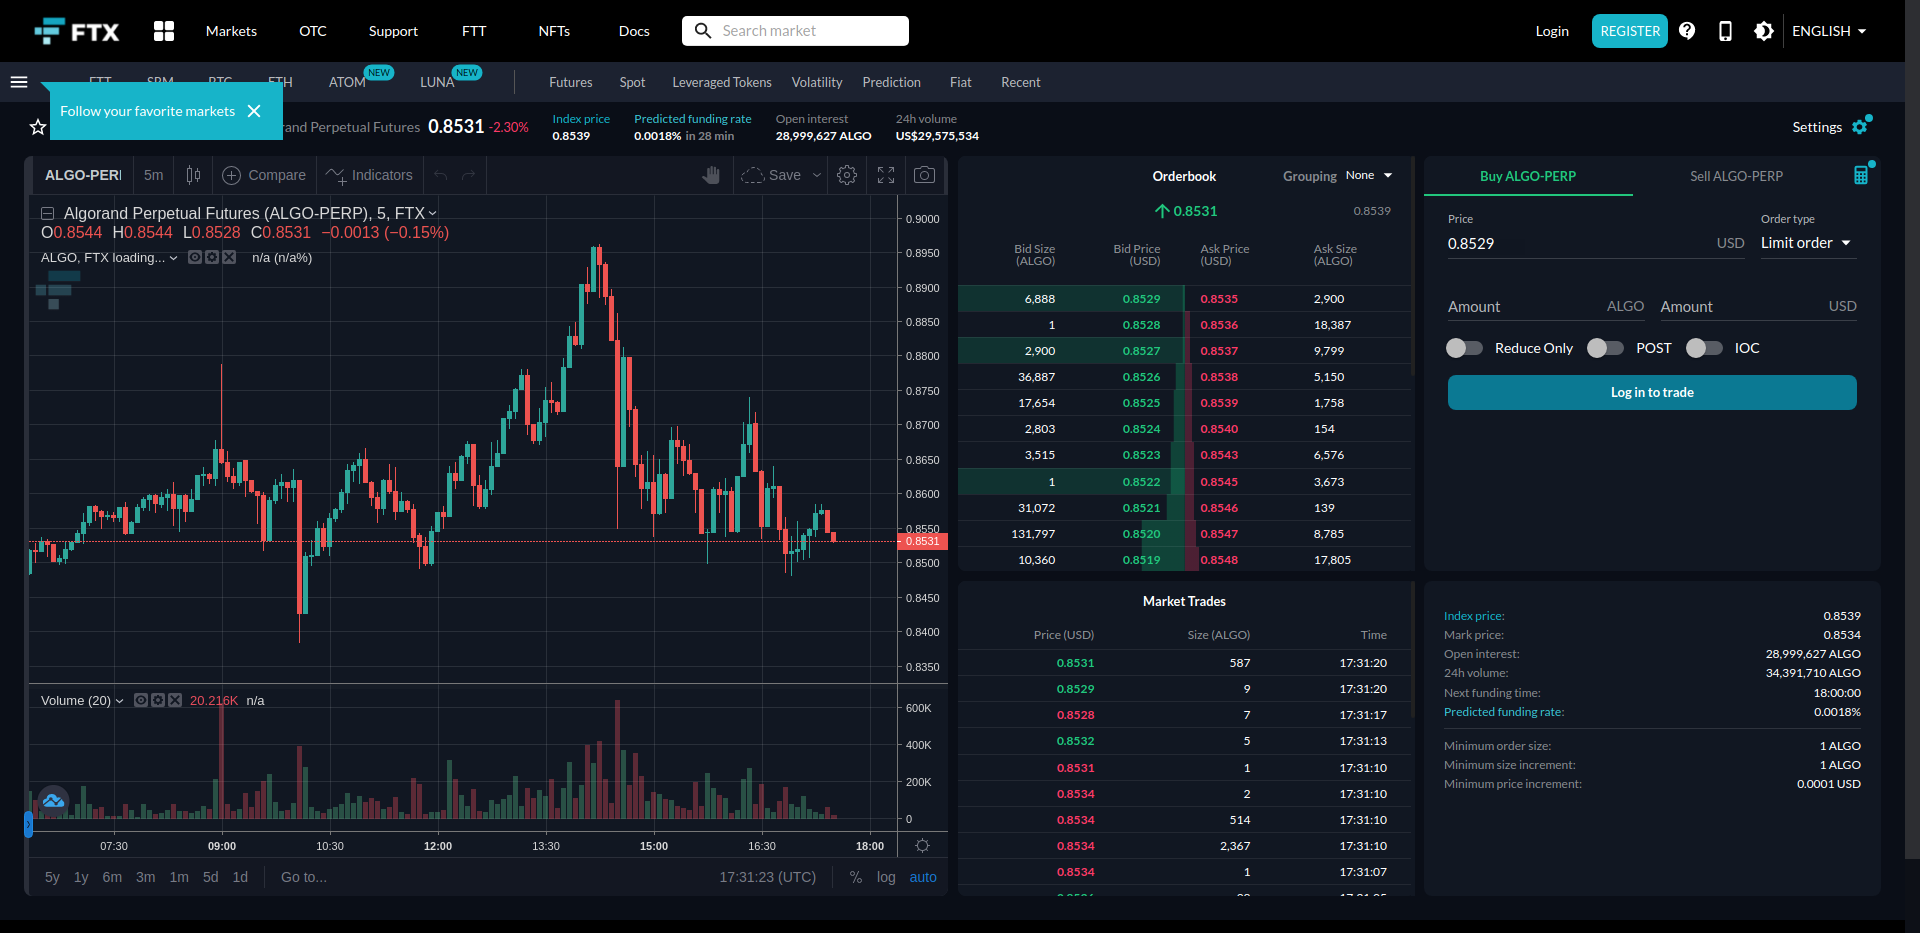 FTX
Markets
OTC
Support
FTT
NFTs
Docs
Search market
Login
REGISTER
ENGLISH
ATOM NEW
LUNA NEW
Futures
Spot
Leveraged Tokens
Volatility
Prediction
Fiat
Recent
Follow your favorite markets
Perpetual Futures
0.8531 -2.30%
Index price
0.8539
Predicted funding rate
0.0018% in 28 min
Open interest
28,999,627 ALGO
24h volume
US$29,575,534
Settings
5m
Compare
Indicators
Save
Algorand Perpetual Futures (ALGO-PERP), 5, FTX
O0.8544 H0.8544 L0.8528 C0.8531 −0.0013 (−0.15%)
ALGO, FTX loading... n/a (n/a%)
0.9000
0.8950
0.8900
0.8850
0.8800
0.8750
0.8700
0.8650
0.8600
0.8550
0.8531
0.8500
0.8450
0.8400
0.8350
Volume (20) 20.216K n/a
600K
400K
200K
0
07:30 09:00 10:30 12:00 13:30 15:00 16:30 18:00
5y 1y 6m 3m 1m 5d 1d Go to...
17:31:23 (UTC) % log auto
Orderbook
Grouping None
0.8531
0.8539
Bid Size (ALGO) Bid Price (USD) Ask Price (USD) Ask Size (ALGO)
6,888 0.8529 0.8535 2,900
1 0.8528 0.8536 18,387
2,900 0.8527 0.8537 9,799
36,887 0.8526 0.8538 5,150
17,654 0.8525 0.8539 1,758
2,803 0.8524 0.8540 154
3,515 0.8523 0.8543 6,576
1 0.8522 0.8545 3,673
31,072 0.8521 0.8546 139
131,797 0.8520 0.8547 8,785
10,360 0.8519 0.8548 17,805
Market Trades
Price (USD) Size (ALGO) Time
0.8531 587 17:31:20
0.8529 9 17:31:20
0.8528 7 17:31:17
0.8532 5 17:31:13
0.8531 1 17:31:10
0.8534 2 17:31:10
0.8534 514 17:31:10
0.8534 2,367 17:31:10
0.8534 1 17:31:07
Buy ALGO-PERP
Sell ALGO-PERP
Price
0.8529 USD
Order type
Limit order
Amount ALGO
Amount USD
Reduce Only
POST
IOC
Log in to trade
Index price: 0.8539
Mark price: 0.8534
Open interest: 28,999,627 ALGO
24h volume: 34,391,710 ALGO
Next funding time: 18:00:00
Predicted funding rate: 0.0018%
Minimum order size: 1 ALGO
Minimum size increment: 1 ALGO
Minimum price increment: 0.0001 USD